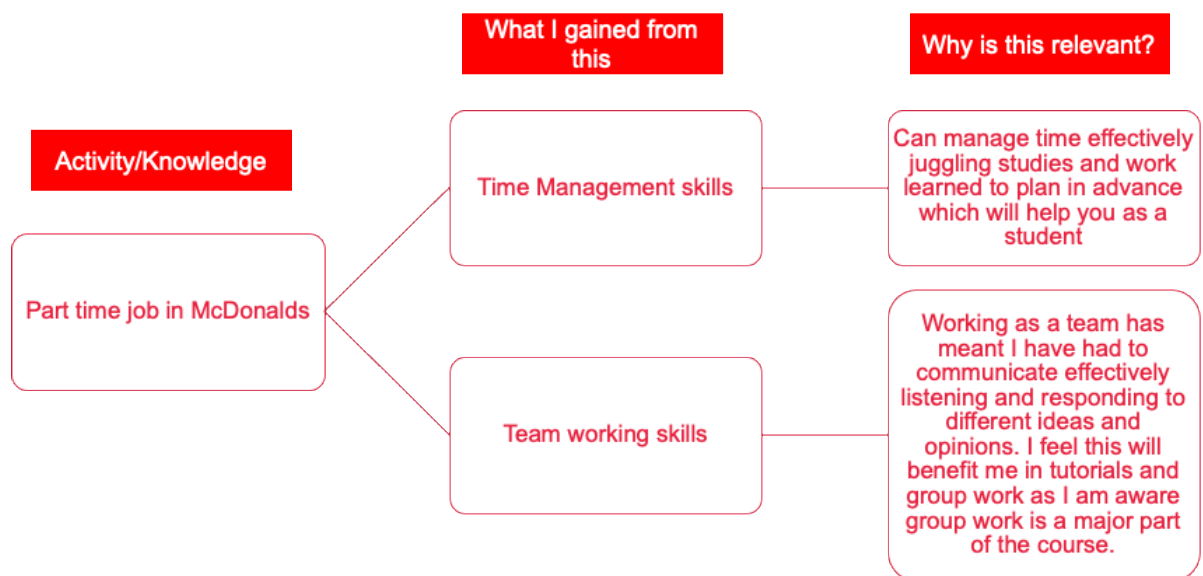 What I gained from
this
Why is this relevant?
Activity/Knowledge
Part time job in McDonalds
Time Management skills
Can manage time effectively
juggling studies and work
learned to plan in advance
which will help you as a
student
Team working skills
Working as a team has
meant I have had to
communicate effectively
listening and responding to
different ideas and
opinions. I feel this will
benefit me in tutorials and
group work as I am aware
group work is a major part
of the course.